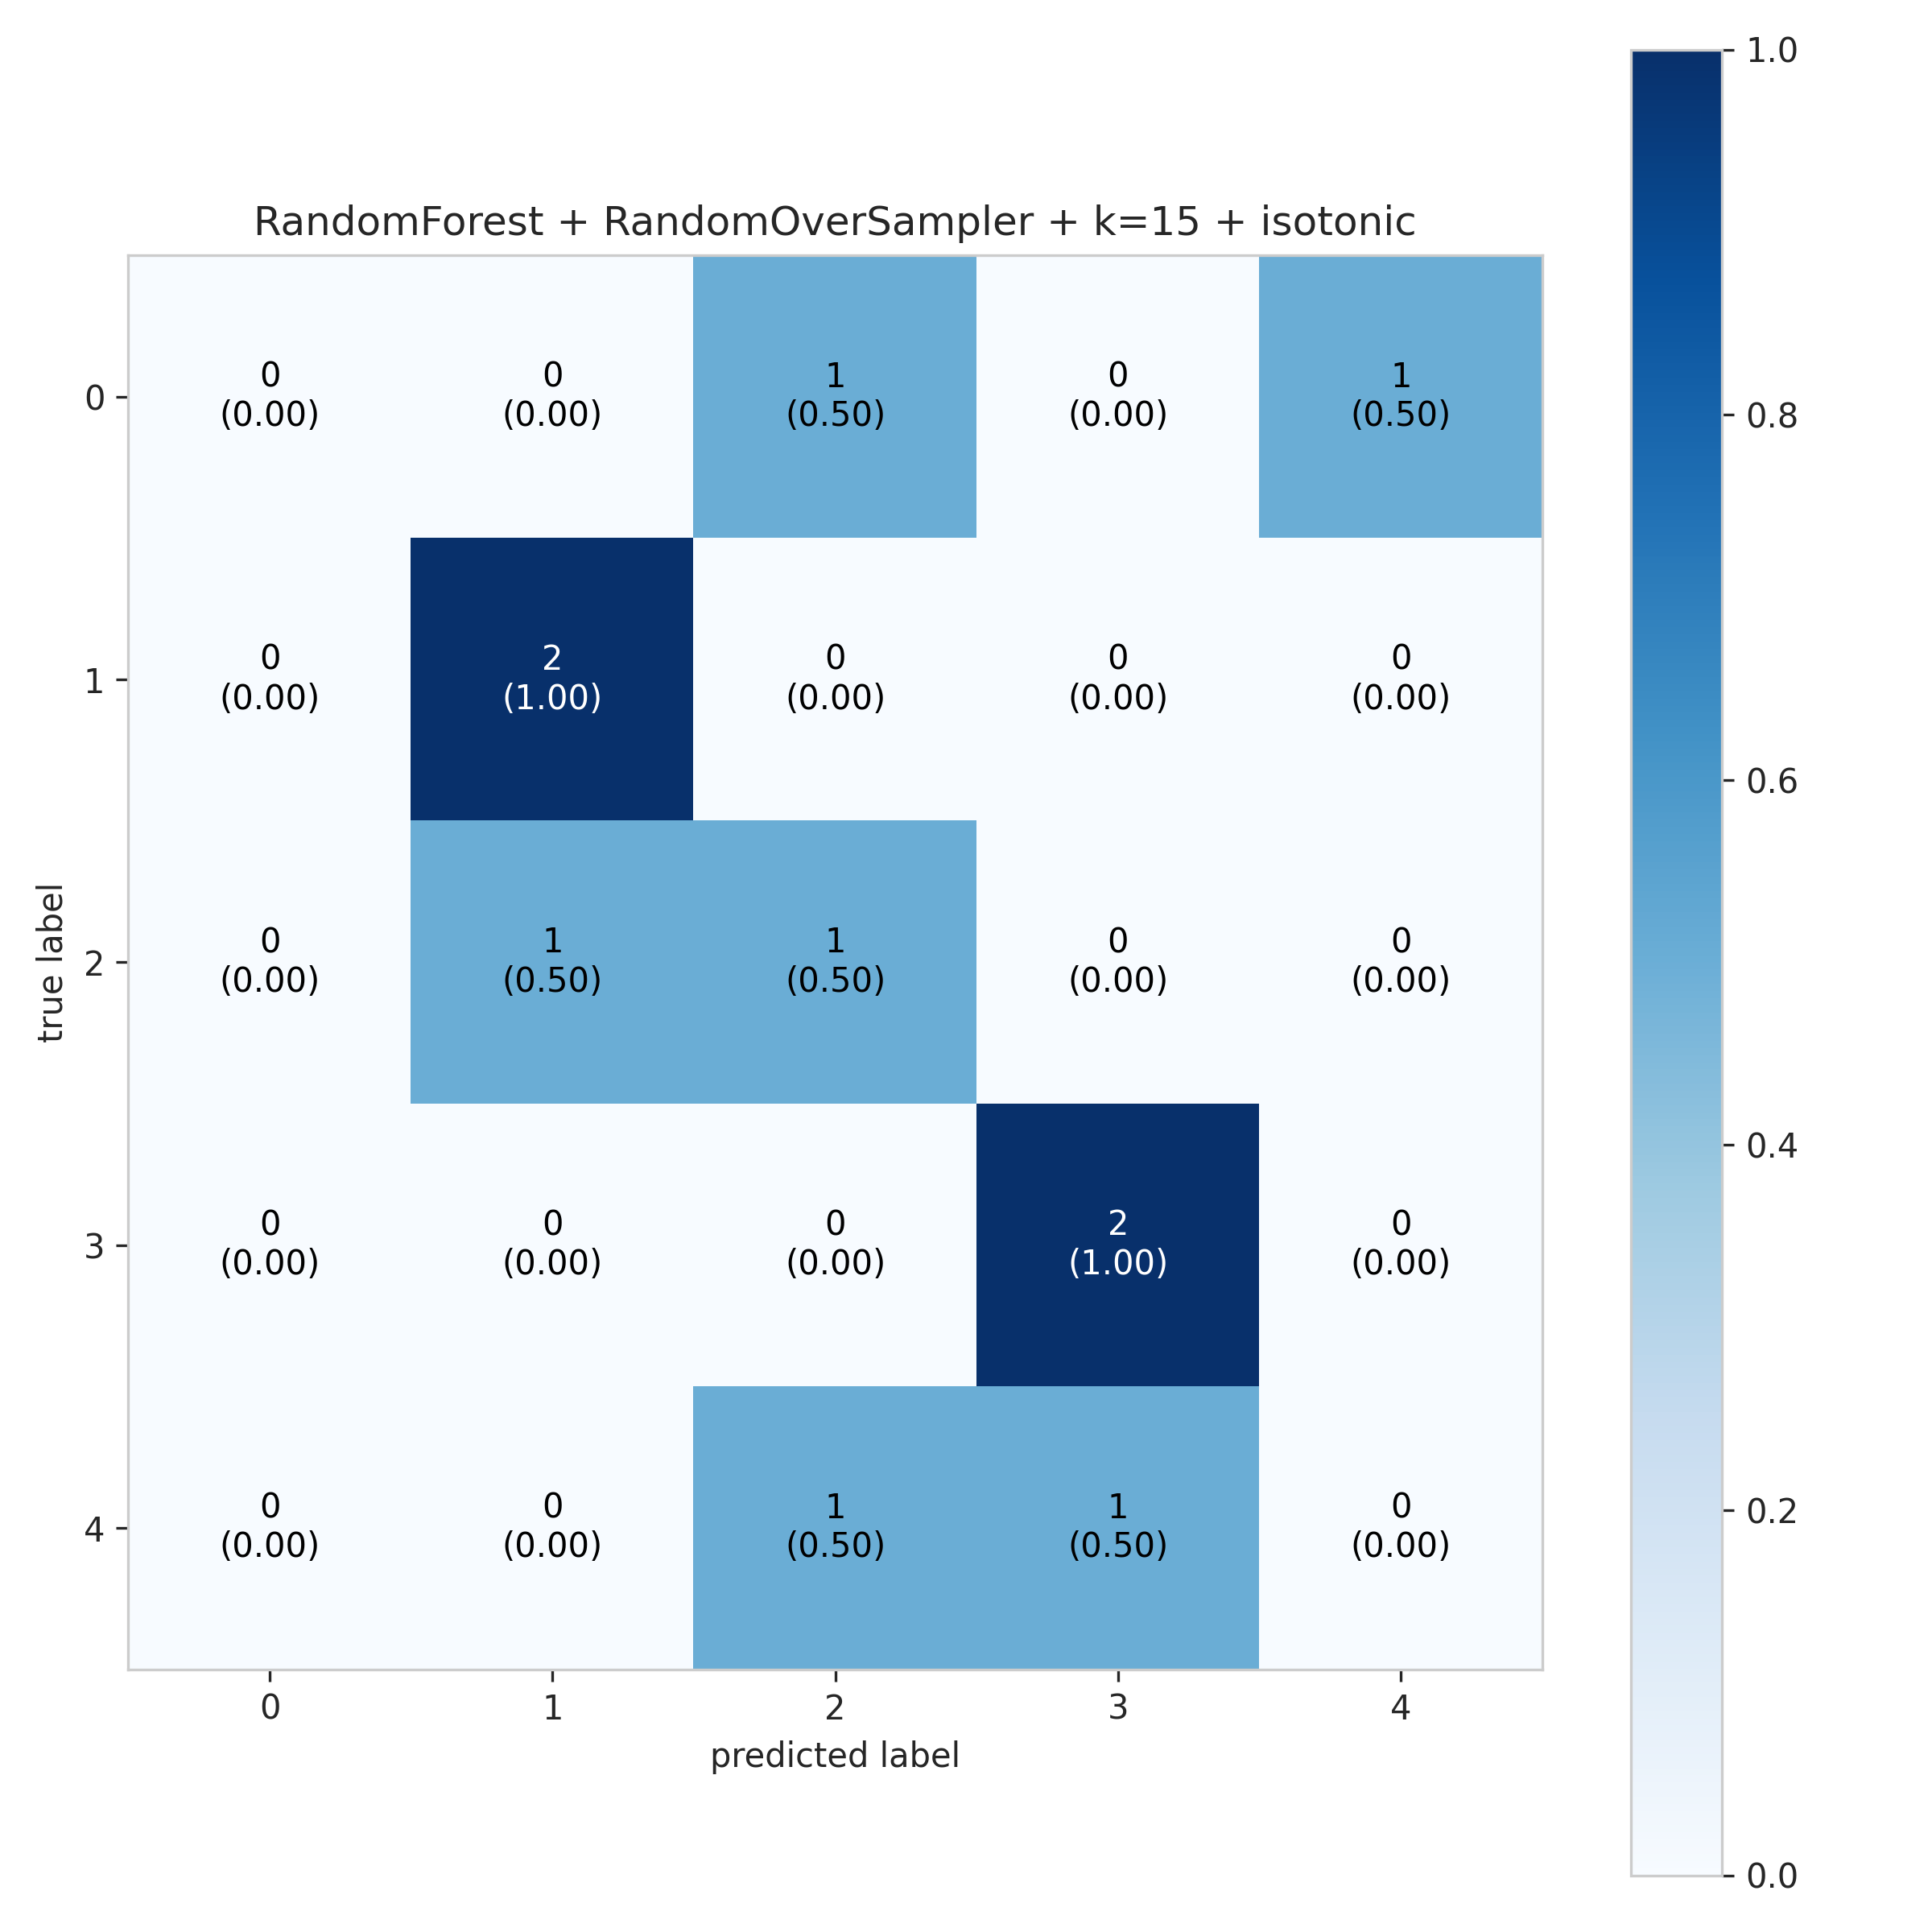 RandomForest + RandomOverSampler + k=15 + isotonic
1.0
0.8
0.6
0.4
0.2
0.0
true label
0
0 0 1 0 1
(0.00) (0.00) (0.50) (0.00) (0.50)
1
0 2 0 0 0
(0.00) (1.00) (0.00) (0.00) (0.00)
2
0 1 1 0 0
(0.00) (0.50) (0.50) (0.00) (0.00)
3
0 0 0 2 0
(0.00) (0.00) (0.00) (1.00) (0.00)
4
0 0 1 1 0
(0.00) (0.00) (0.50) (0.50) (0.00)
0 1 2 3 4
predicted label